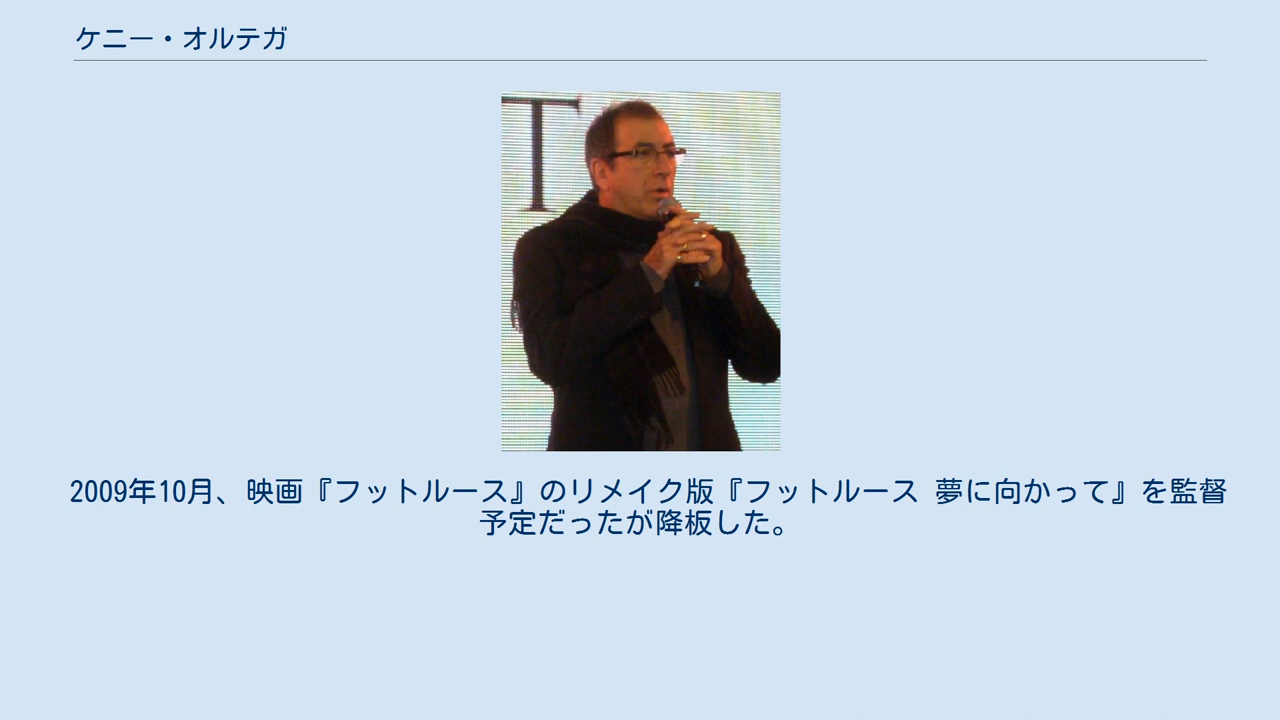 ケニー・オルテガ
T
2009年10月、映画『フットルース』のリメイク版『フットルース 夢に向かって』を監督
予定だったが降板した。